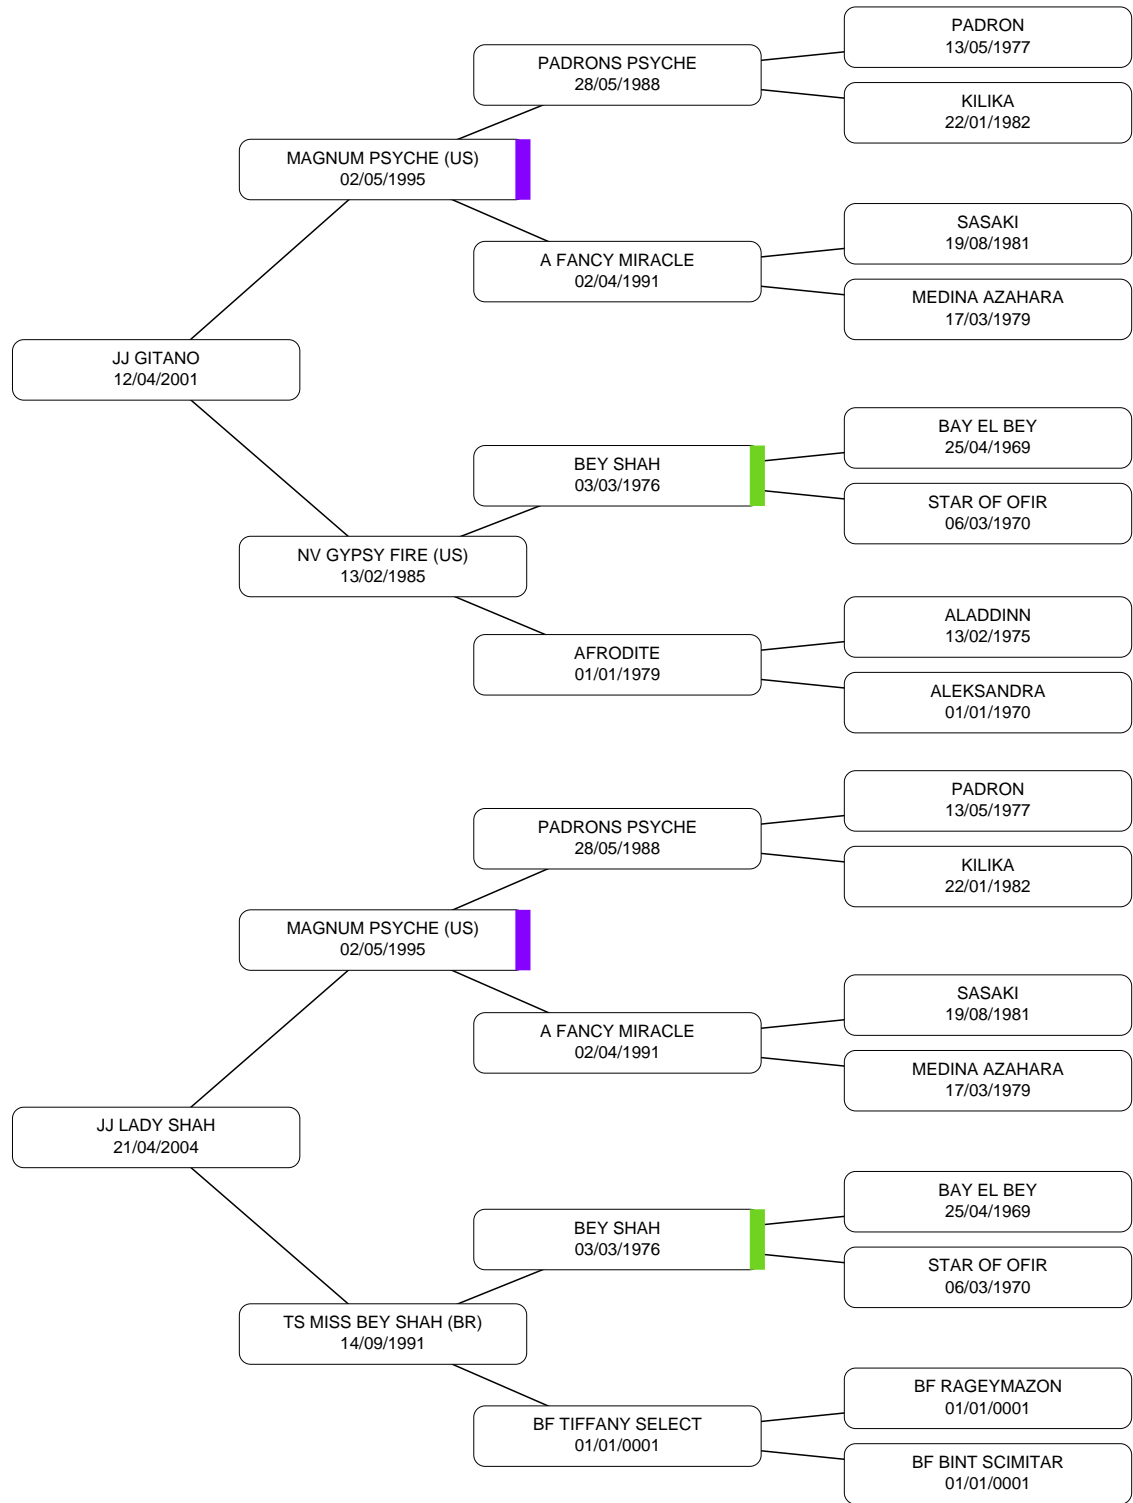 PADRON
13/05/1977
PADRONS PSYCHE
28/05/1988
KILIKA
22/01/1982
MAGNUM PSYCHE (US)
02/05/1995
SASAKI
19/08/1981
A FANCY MIRACLE
02/04/1991
MEDINA AZAHARA
17/03/1979
JJ GITANO
12/04/2001
BAY EL BEY
25/04/1969
BEY SHAH
03/03/1976
STAR OF OFIR
06/03/1970
NV GYPSY FIRE (US)
13/02/1985
ALADDINN
13/02/1975
AFRODITE
01/01/1979
ALEKSANDRA
01/01/1970
PADRON
13/05/1977
PADRONS PSYCHE
28/05/1988
KILIKA
22/01/1982
MAGNUM PSYCHE (US)
02/05/1995
SASAKI
19/08/1981
A FANCY MIRACLE
02/04/1991
MEDINA AZAHARA
17/03/1979
JJ LADY SHAH
21/04/2004
BAY EL BEY
25/04/1969
BEY SHAH
03/03/1976
STAR OF OFIR
06/03/1970
TS MISS BEY SHAH (BR)
14/09/1991
BF RAGEYMAZON
01/01/0001
BF TIFFANY SELECT
01/01/0001
BF BINT SCIMITAR
01/01/0001